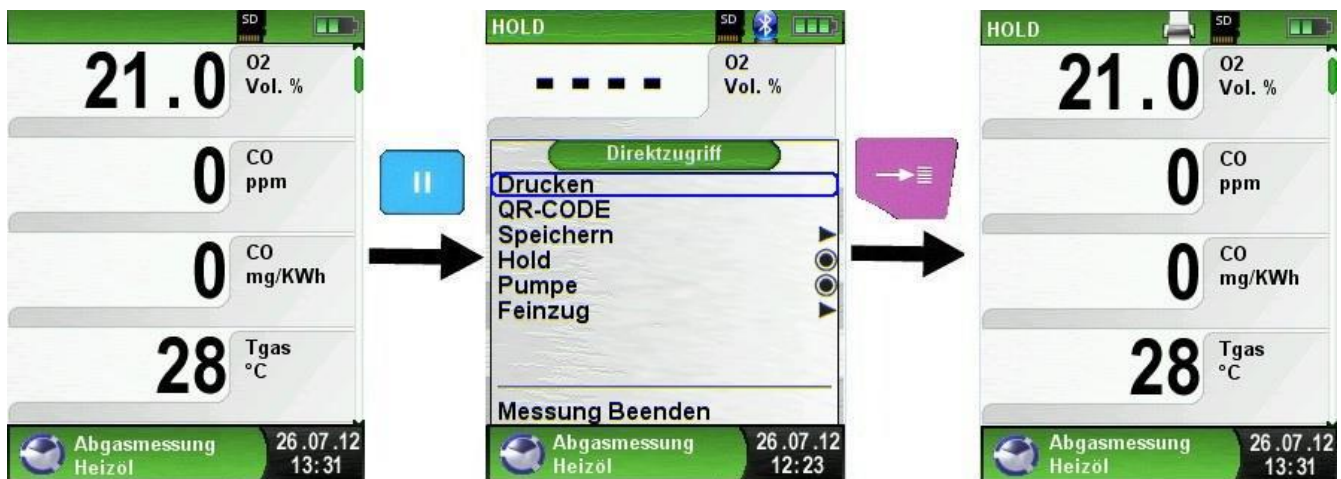 SD
21.0 O2 Vol. %
0 CO ppm
0 CO mg/KWh
28 Tgas °C
Abgasmessung 26.07.12
Heizöl 13:31
HOLD SD
---- O2 Vol. %
Direktzugriff
Drucken
QR-CODE
Speichern
Hold
Pumpe
Feinzug
Messung Beenden
Abgasmessung 26.07.12
Heizöl 12:23
HOLD SD
21.0 O2 Vol. %
0 CO ppm
0 CO mg/KWh
28 Tgas °C
Abgasmessung 26.07.12
Heizöl 13:31